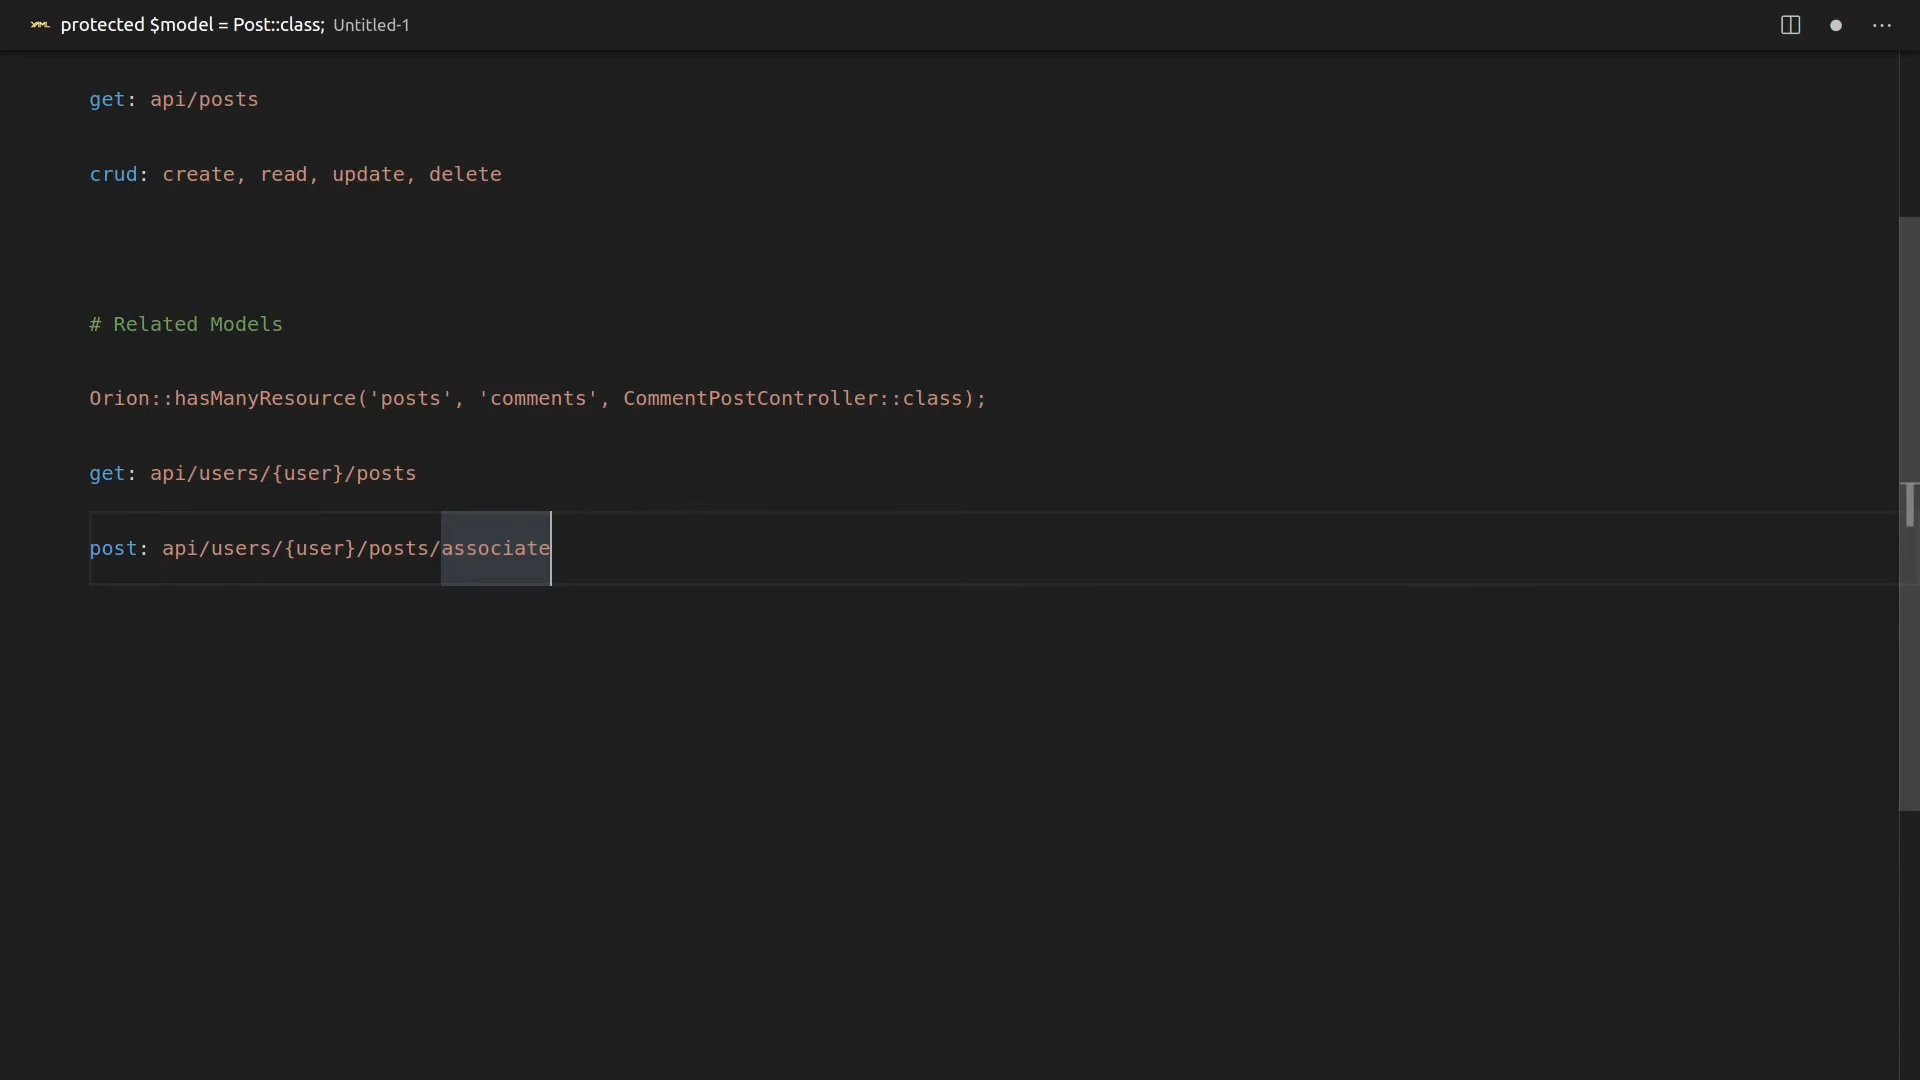 YAML protected $model = Post::class; Untitled-1
get: api/posts
crud: create, read, update, delete
# Related Models
Orion::hasManyResource('posts', 'comments', CommentPostController::class);
get: api/users/{user}/posts
post: api/users/{user}/posts/associate